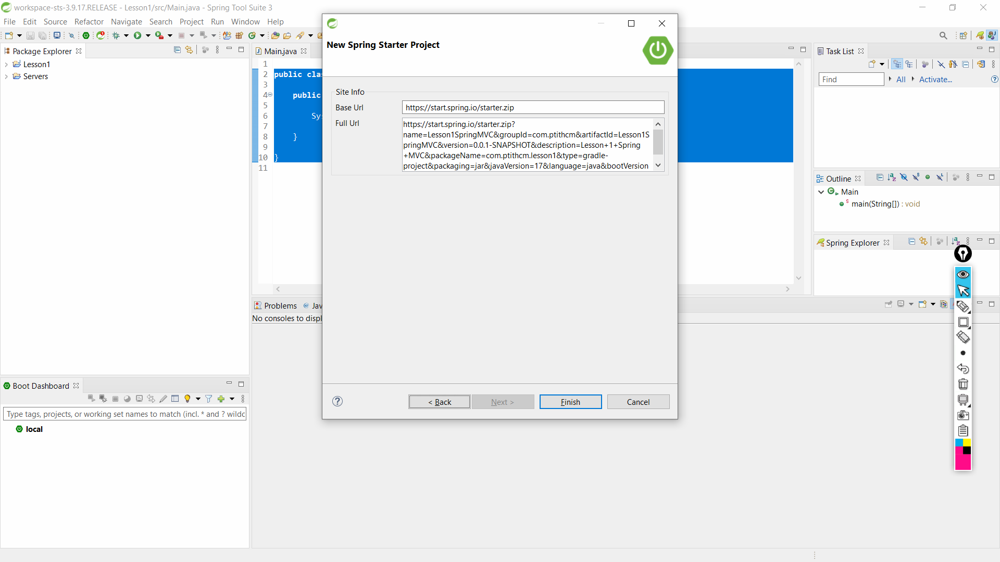 workspace-sts-3.9.17.RELEASE - Lesson1/src/Main.java - Spring Tool Suite 3
File Edit Source Refactor Navigate Search Project Run Window Help
Package Explorer
Lesson1
Servers
Main.java
1
2 public
3
4 public
5
6
7
8 }
9
10 }
11
New Spring Starter Project
Site Info
Base Url https://start.spring.io/starter.zip
Full Url https://start.spring.io/starter.zip?
name=Lesson1SpringMVC&groupId=com.ptithcm&artifactId=Lesson1S
pringMVC&version=0.0.1-SNAPSHOT&description=Lesson+1+Spring
+MVC&packageName=com.ptithcm.lesson1&type=gradle-
project&packaging=jar&javaVersion=17&language=java&bootVersion
< Back Next > Finish Cancel
Task List
Find All Activate...
Outline
Main
main(String[]) : void
Spring Explorer
Problems @ Jav
No consoles to displ
Boot Dashboard
Type tags, projects, or working set names to match (incl. * and ? wildc
local